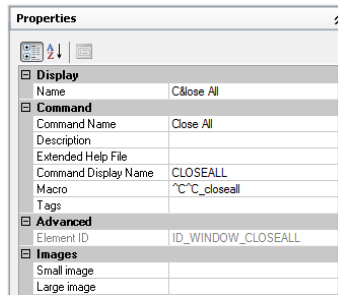 Properties
Display
Name C&lose All
Command
Command Name Close All
Description
Extended Help File
Command Display Name CLOSEALL
Macro ^C^C_closeall
Tags
Advanced
Element ID ID_WINDOW_CLOSEALL
Images
Small image
Large image